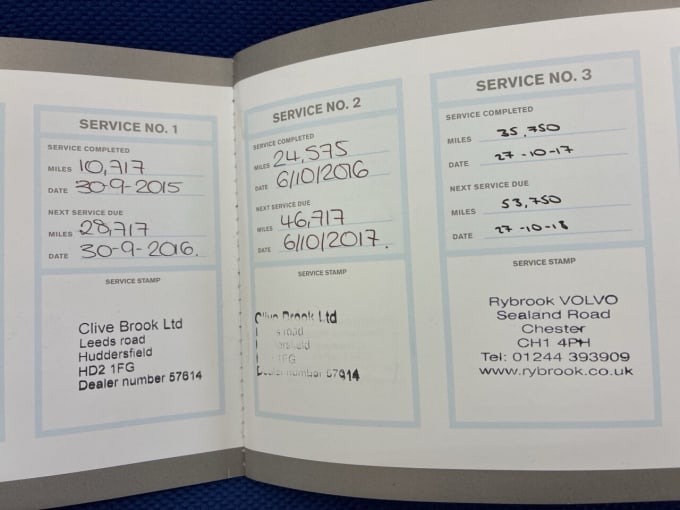 SERVICE NO. 1
SERVICE COMPLETED
MILES 10,717
DATE 30-9-2015
NEXT SERVICE DUE
MILES 28,717
DATE 30-9-2016.
SERVICE STAMP
Clive Brook Ltd
Leeds road
Huddersfield
HD2 1FG
Dealer number 57614
SERVICE NO. 2
SERVICE COMPLETED
MILES 24,575
DATE 6/10/2016
NEXT SERVICE DUE
MILES 46,717
DATE 6/10/2017.
SERVICE STAMP
Ltd
road
1FG
number
SERVICE NO. 3
SERVICE COMPLETED
MILES 35,750
DATE 27-10-17
NEXT SERVICE DUE
MILES 53,750
DATE 27-10-18
SERVICE STAMP
Rybrook VOLVO
Sealand Road
Chester
CH1 4PH
Tel: 01244 393909
www.rybrook.co.uk